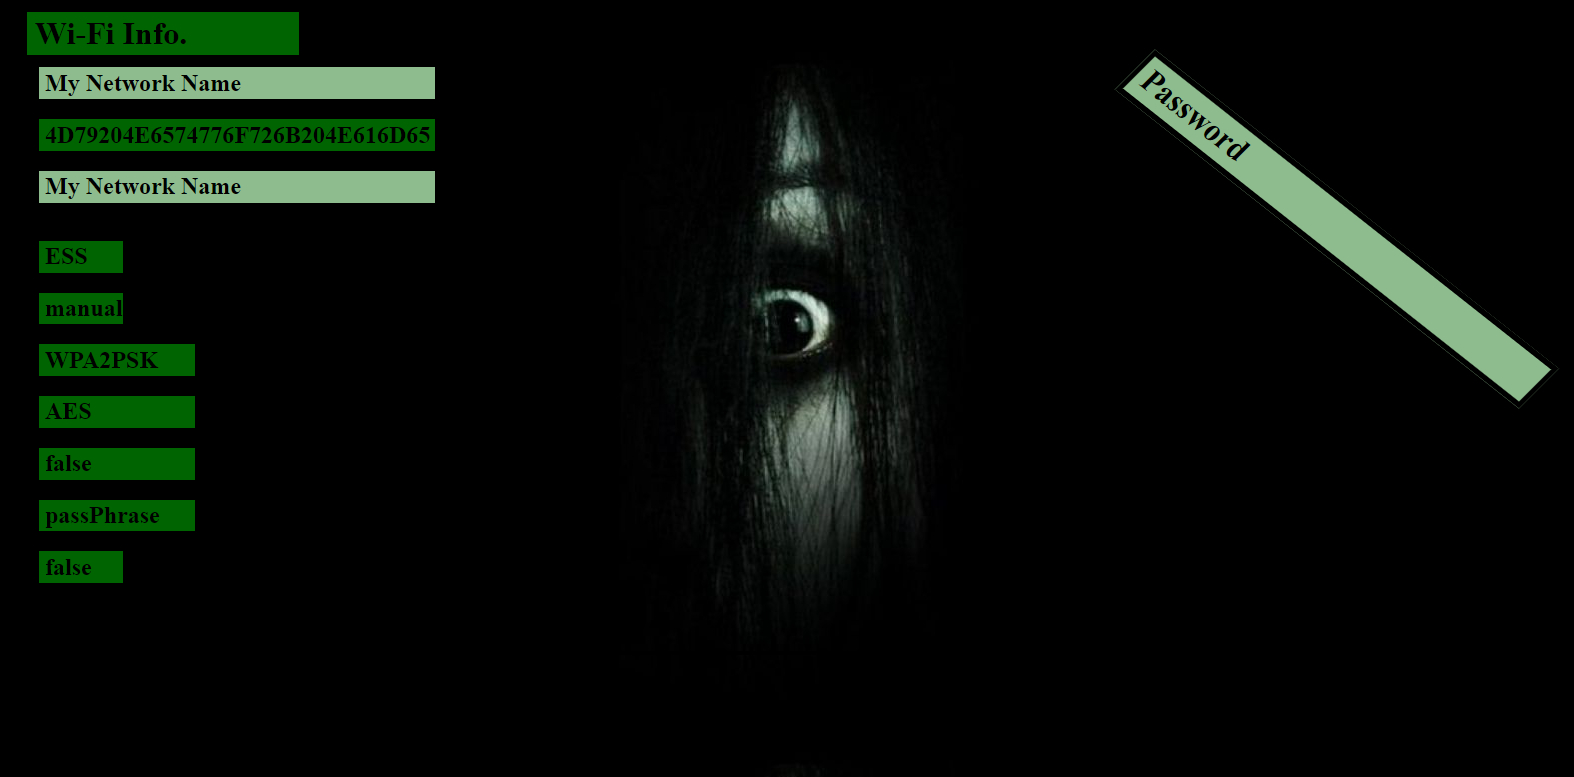 Wi-Fi Info.
My Network Name
4D79204E6574776F726B204E616D65
My Network Name
ESS
manual
WPA2PSK
AES
false
passPhrase
false
Password